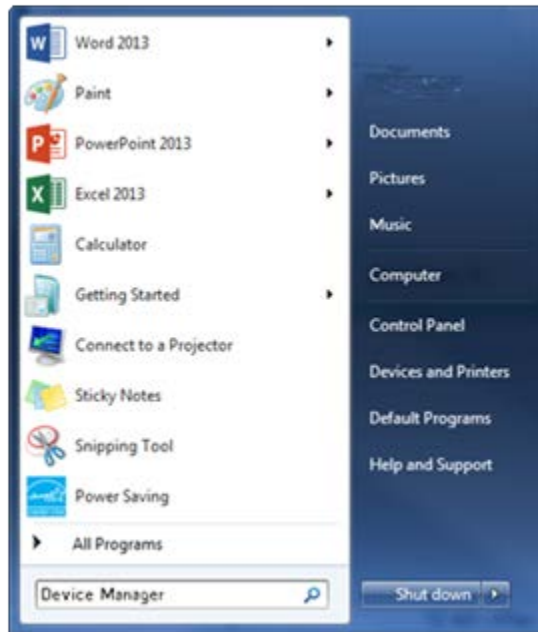 Word 2013
Paint
PowerPoint 2013
Excel 2013
Calculator
Getting Started
Connect to a Projector
Sticky Notes
Snipping Tool
Power Saving
All Programs
Device Manager
Documents
Pictures
Music
Computer
Control Panel
Devices and Printers
Default Programs
Help and Support
Shut down